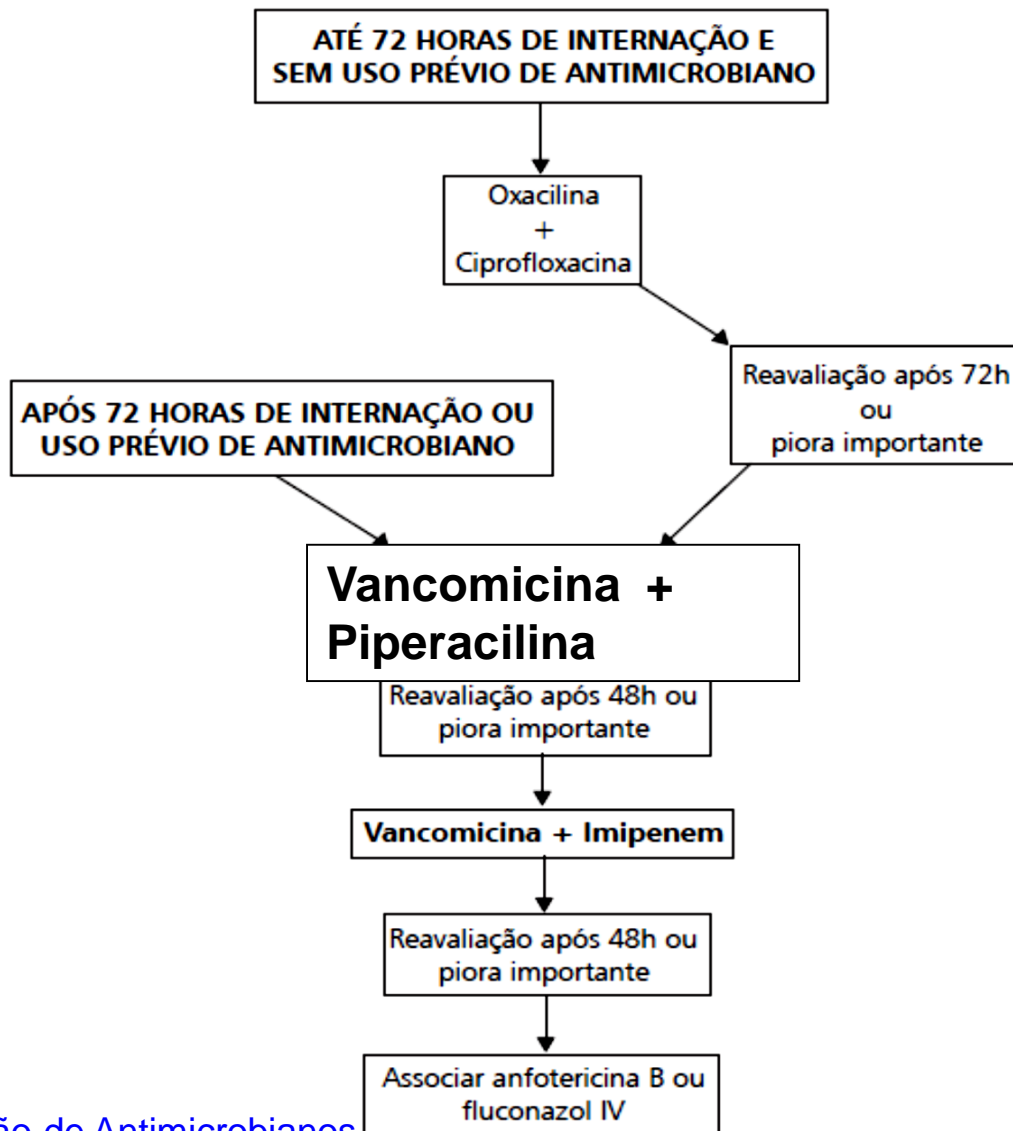 ATÉ 72 HORAS DE INTERNAÇÃO E
SEM USO PRÉVIO DE ANTIMICROBIANO
Oxacilina
+
Ciprofloxacina
Reavaliação após 72h
ou
piora importante
APÓS 72 HORAS DE INTERNAÇÃO OU
USO PRÉVIO DE ANTIMICROBIANO
Vancomicina +
Piperacilina
Reavaliação após 48h ou
piora importante
Vancomicina + Imipenem
Reavaliação após 48h ou
piora importante
Associar anfotericina B ou
fluconazol IV
de Antimicrobianos